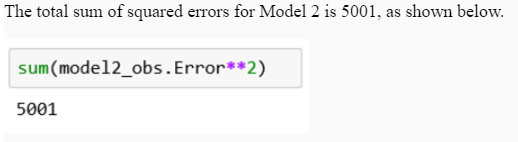 The total sum of squared errors for Model 2 is 5001, as shown below.
sum(model2_obs.Error**2)
5001